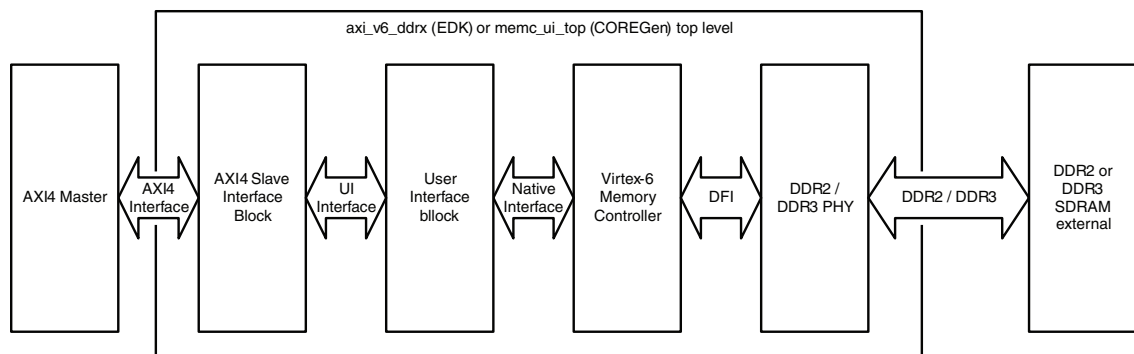 axi_v6_ddrx (EDK) or memc_ui_top (COREGen) top level
AXI4 Master
AXI4
Interface
AXI4 Slave
Interface
Block
UI
Interface
User
Interface
bllock
Native
Interface
Virtex-6
Memory
Controller
DFI
DDR2 /
DDR3 PHY
DDR2 / DDR3
DDR2 or
DDR3
SDRAM
external